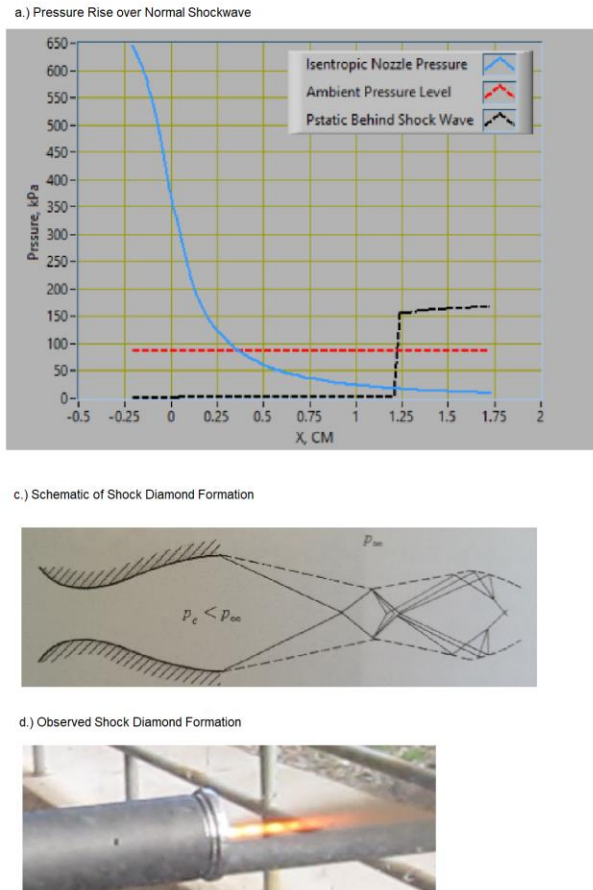 a.) Pressure Rise over Normal Shockwave
650
600
550
500
450
400
350
300
250
200
150
100
50
0
Prssure, kPa
Isentropic Nozzle Pressure
Ambient Pressure Level
Pstatic Behind Shock Wave
-0.5 -0.25 0 0.25 0.5 0.75 1 1.25 1.5 1.75 2
X, CM
c.) Schematic of Shock Diamond Formation
p∞
pe < p∞
d.) Observed Shock Diamond Formation